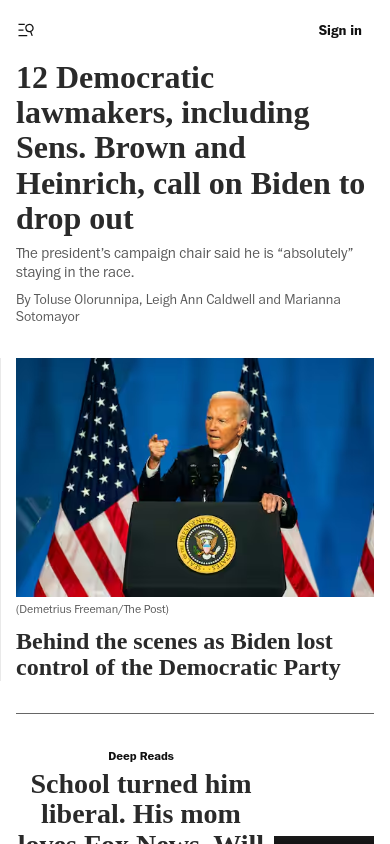 Sign in
12 Democratic
lawmakers, including
Sens. Brown and
Heinrich, call on Biden to
drop out
The president’s campaign chair said he is “absolutely”
staying in the race.
By Toluse Olorunnipa, Leigh Ann Caldwell and Marianna
Sotomayor
(Demetrius Freeman/The Post)
Behind the scenes as Biden lost
control of the Democratic Party
Deep Reads
School turned him
liberal. His mom
loves Fox News. Will